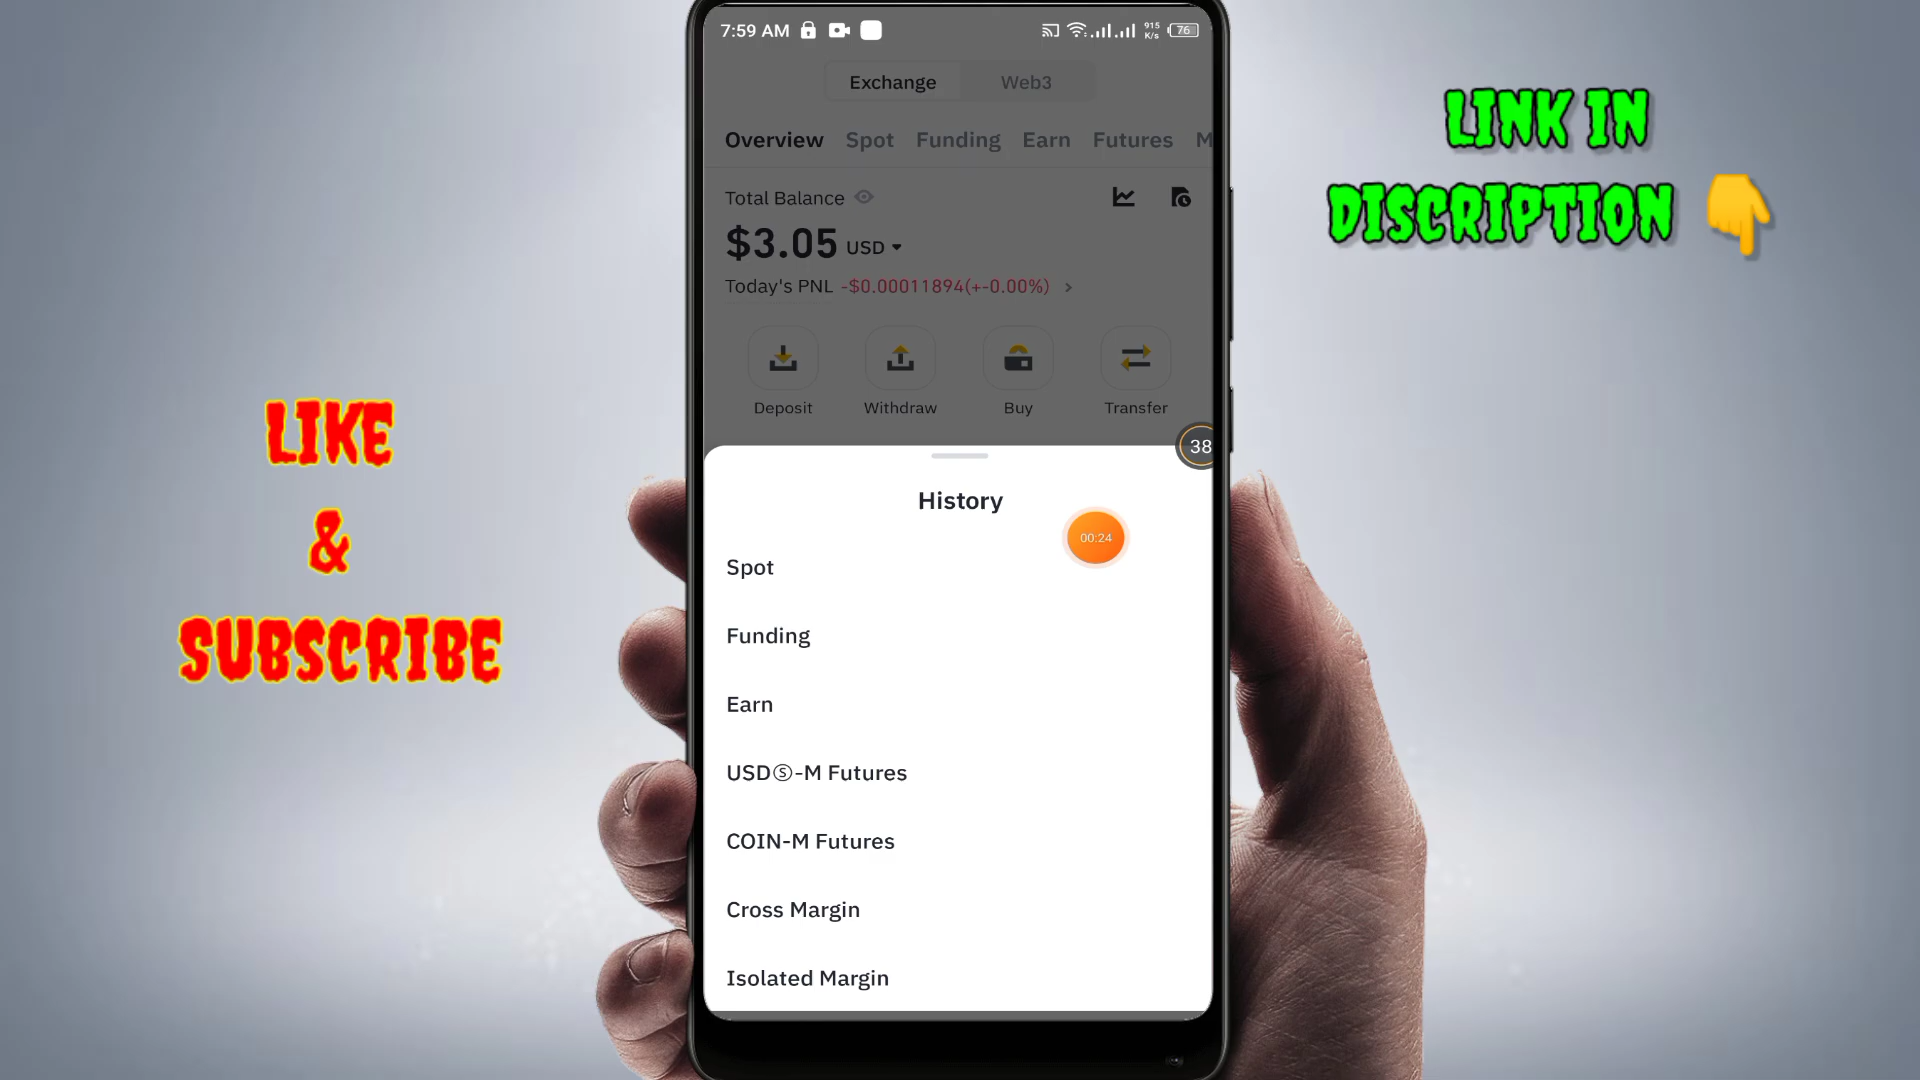 7:59 AM
915
K/s
76
Exchange Web3
Overview Spot Funding Earn Futures M
Total Balance
$3.05 USD
Today's PNL -$0.00011894(+-0.00%)
Deposit Withdraw Buy Transfer
38
History
00:24
Spot
Funding
Earn
USDⓈ-M Futures
COIN-M Futures
Cross Margin
Isolated Margin
LIKE
&
SUBSCRIBE
LINK IN
DISCRIPTION